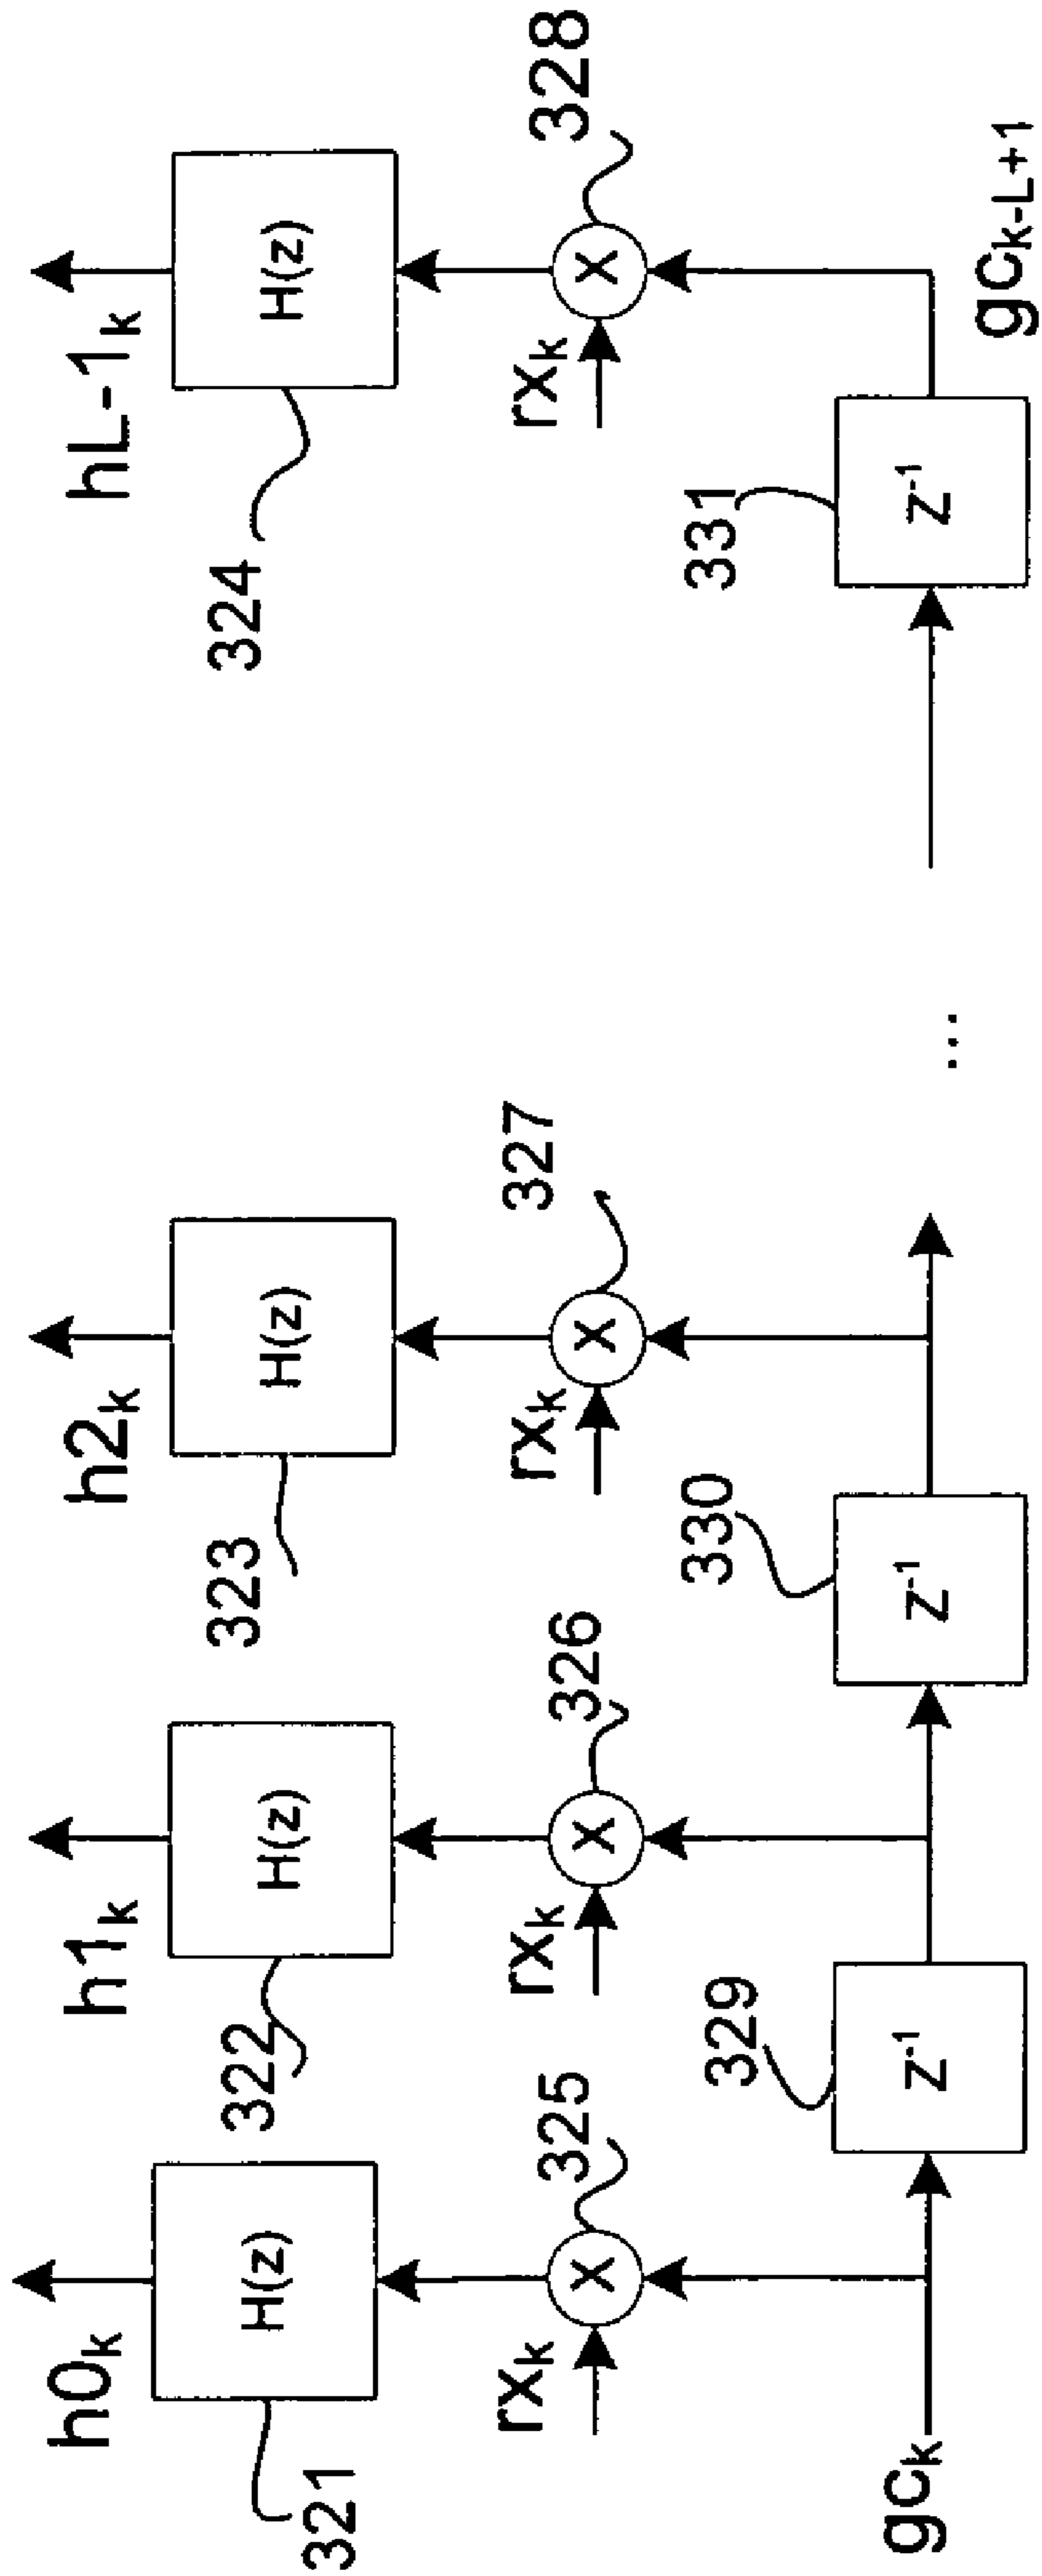 h0ₖ
h1ₖ
h2ₖ
hL-1ₖ
H(z)
H(z)
H(z)
H(z)
321
322
323
324
rxₖ
325
rxₖ
326
rxₖ
327
rxₖ
328
329
330
331
z⁻¹
z⁻¹
z⁻¹
X
X
X
X
gcₖ
...
gcₖ₋L₊₁